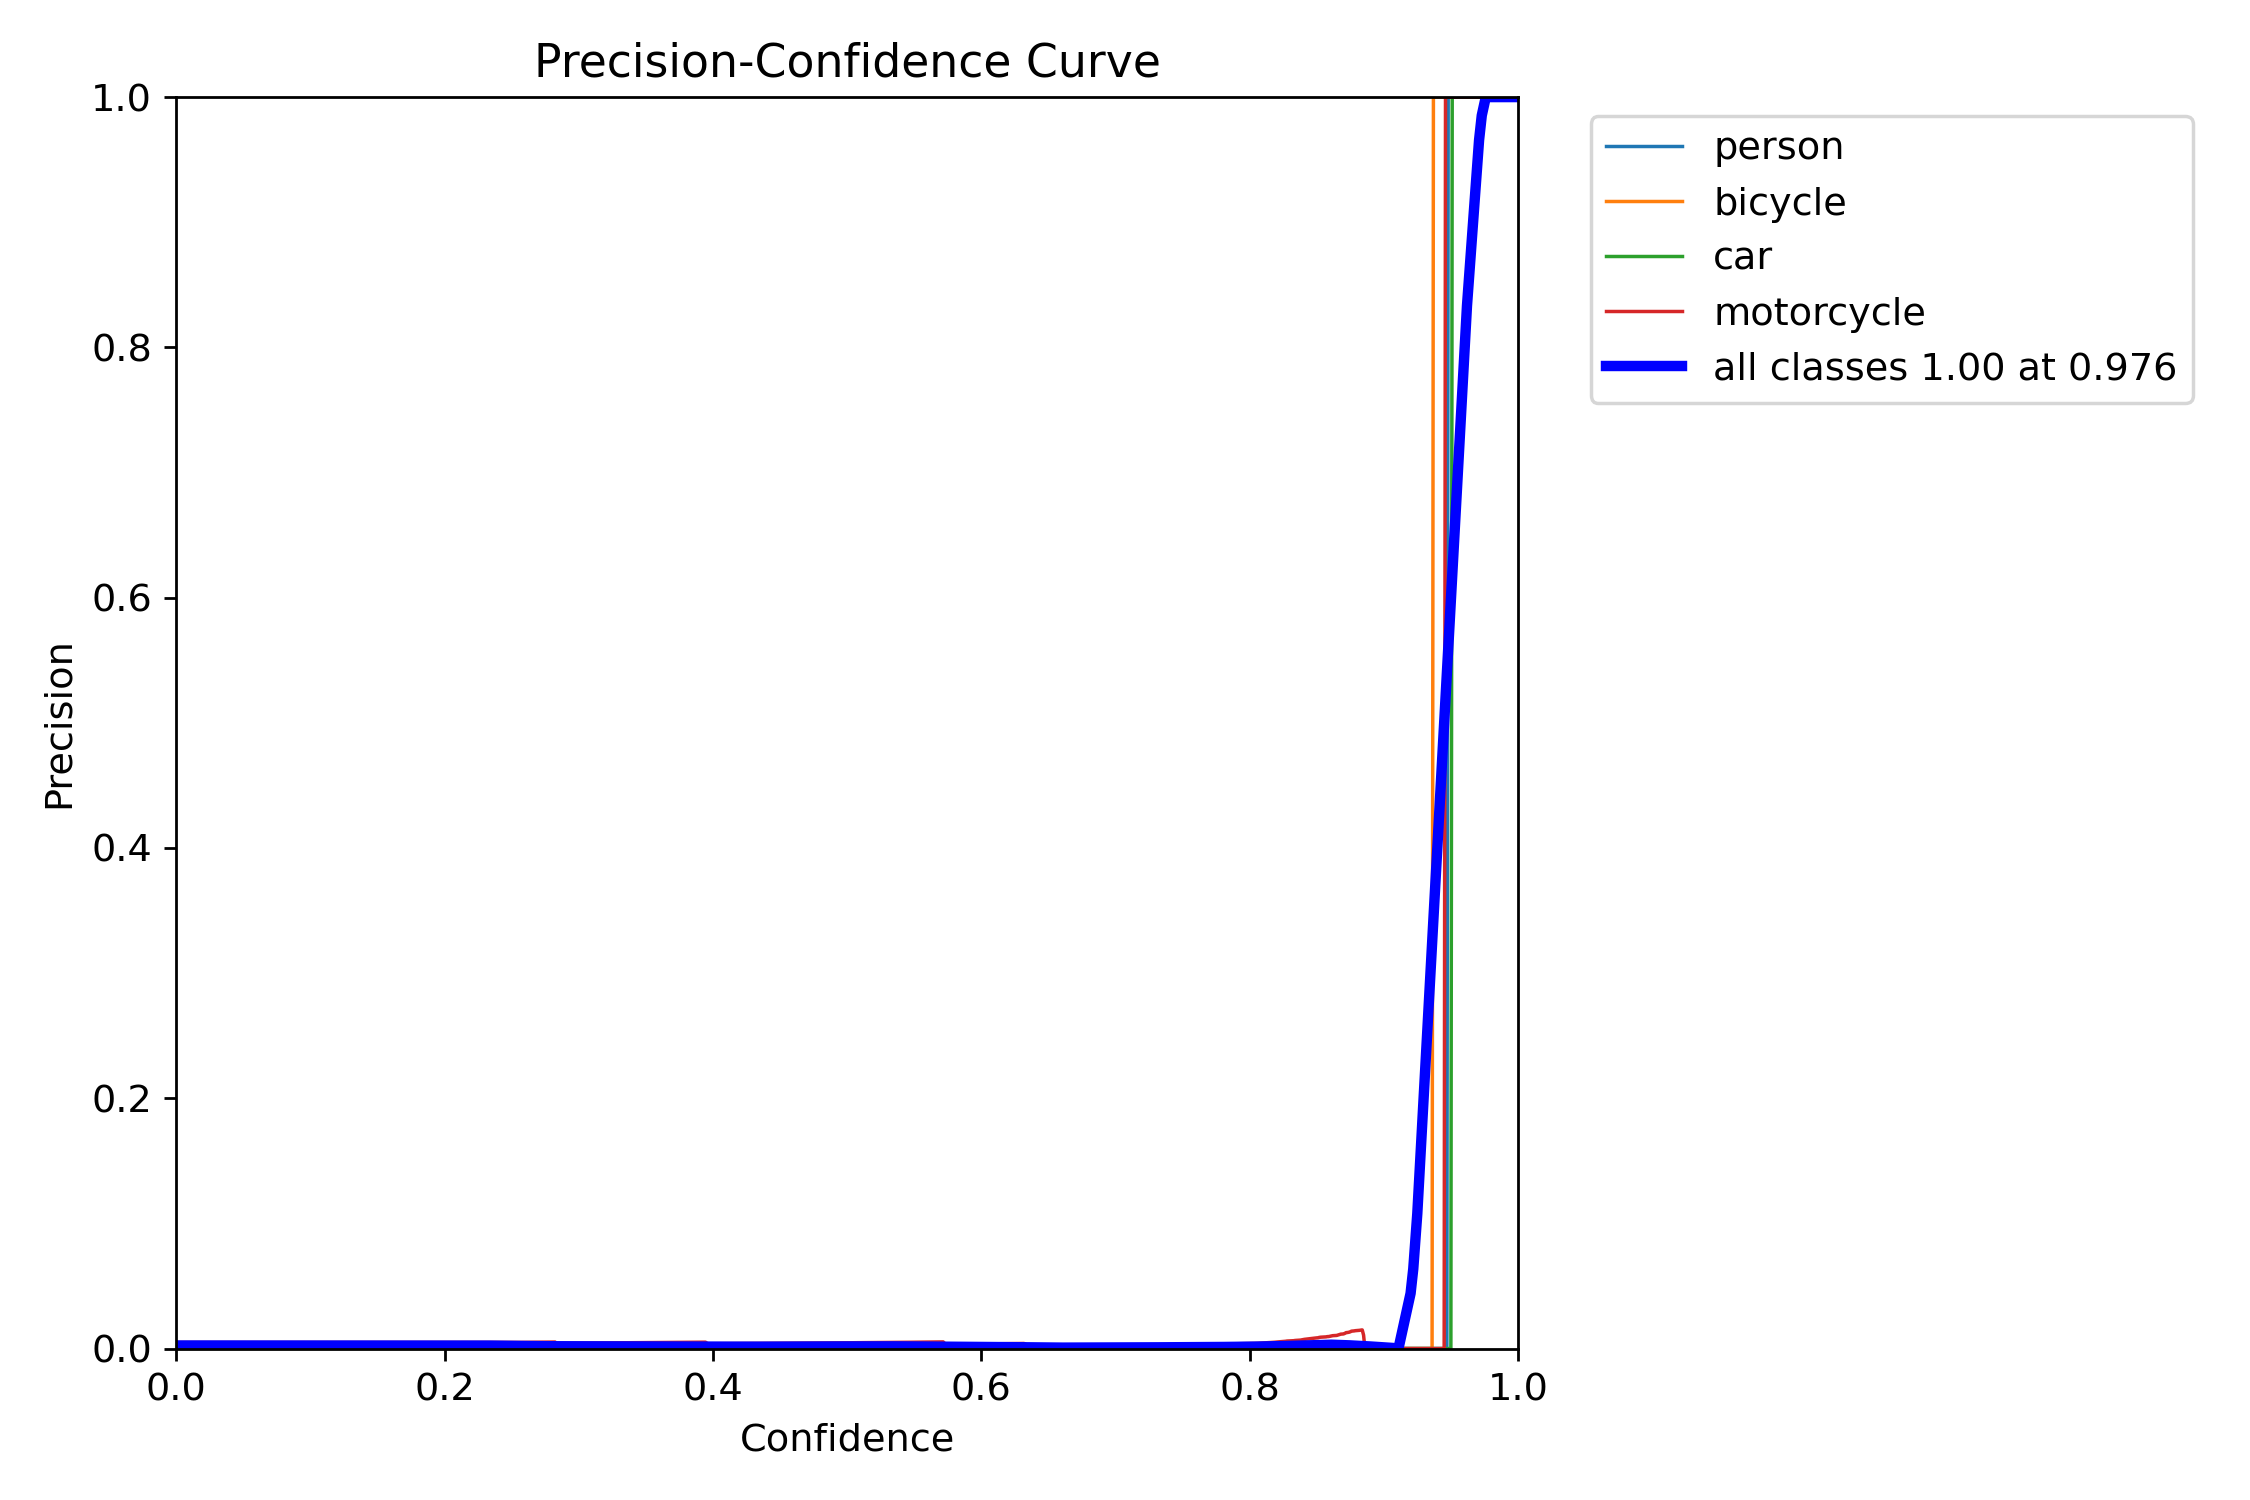 Precision-Confidence Curve
1.0
0.8
0.6
0.4
0.2
0.0
Precision
0.0 0.2 0.4 0.6 0.8 1.0
Confidence
person
bicycle
car
motorcycle
all classes 1.00 at 0.976